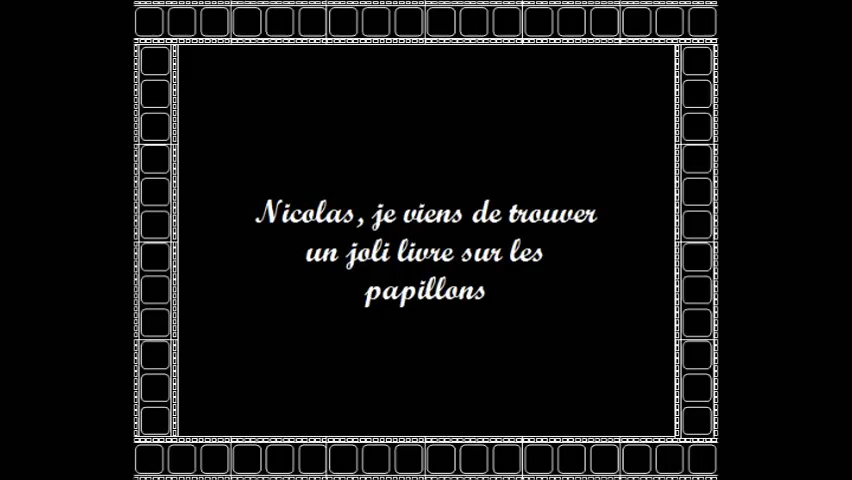 Nicolas, je viens de trouver
un joli livre sur les
papillons